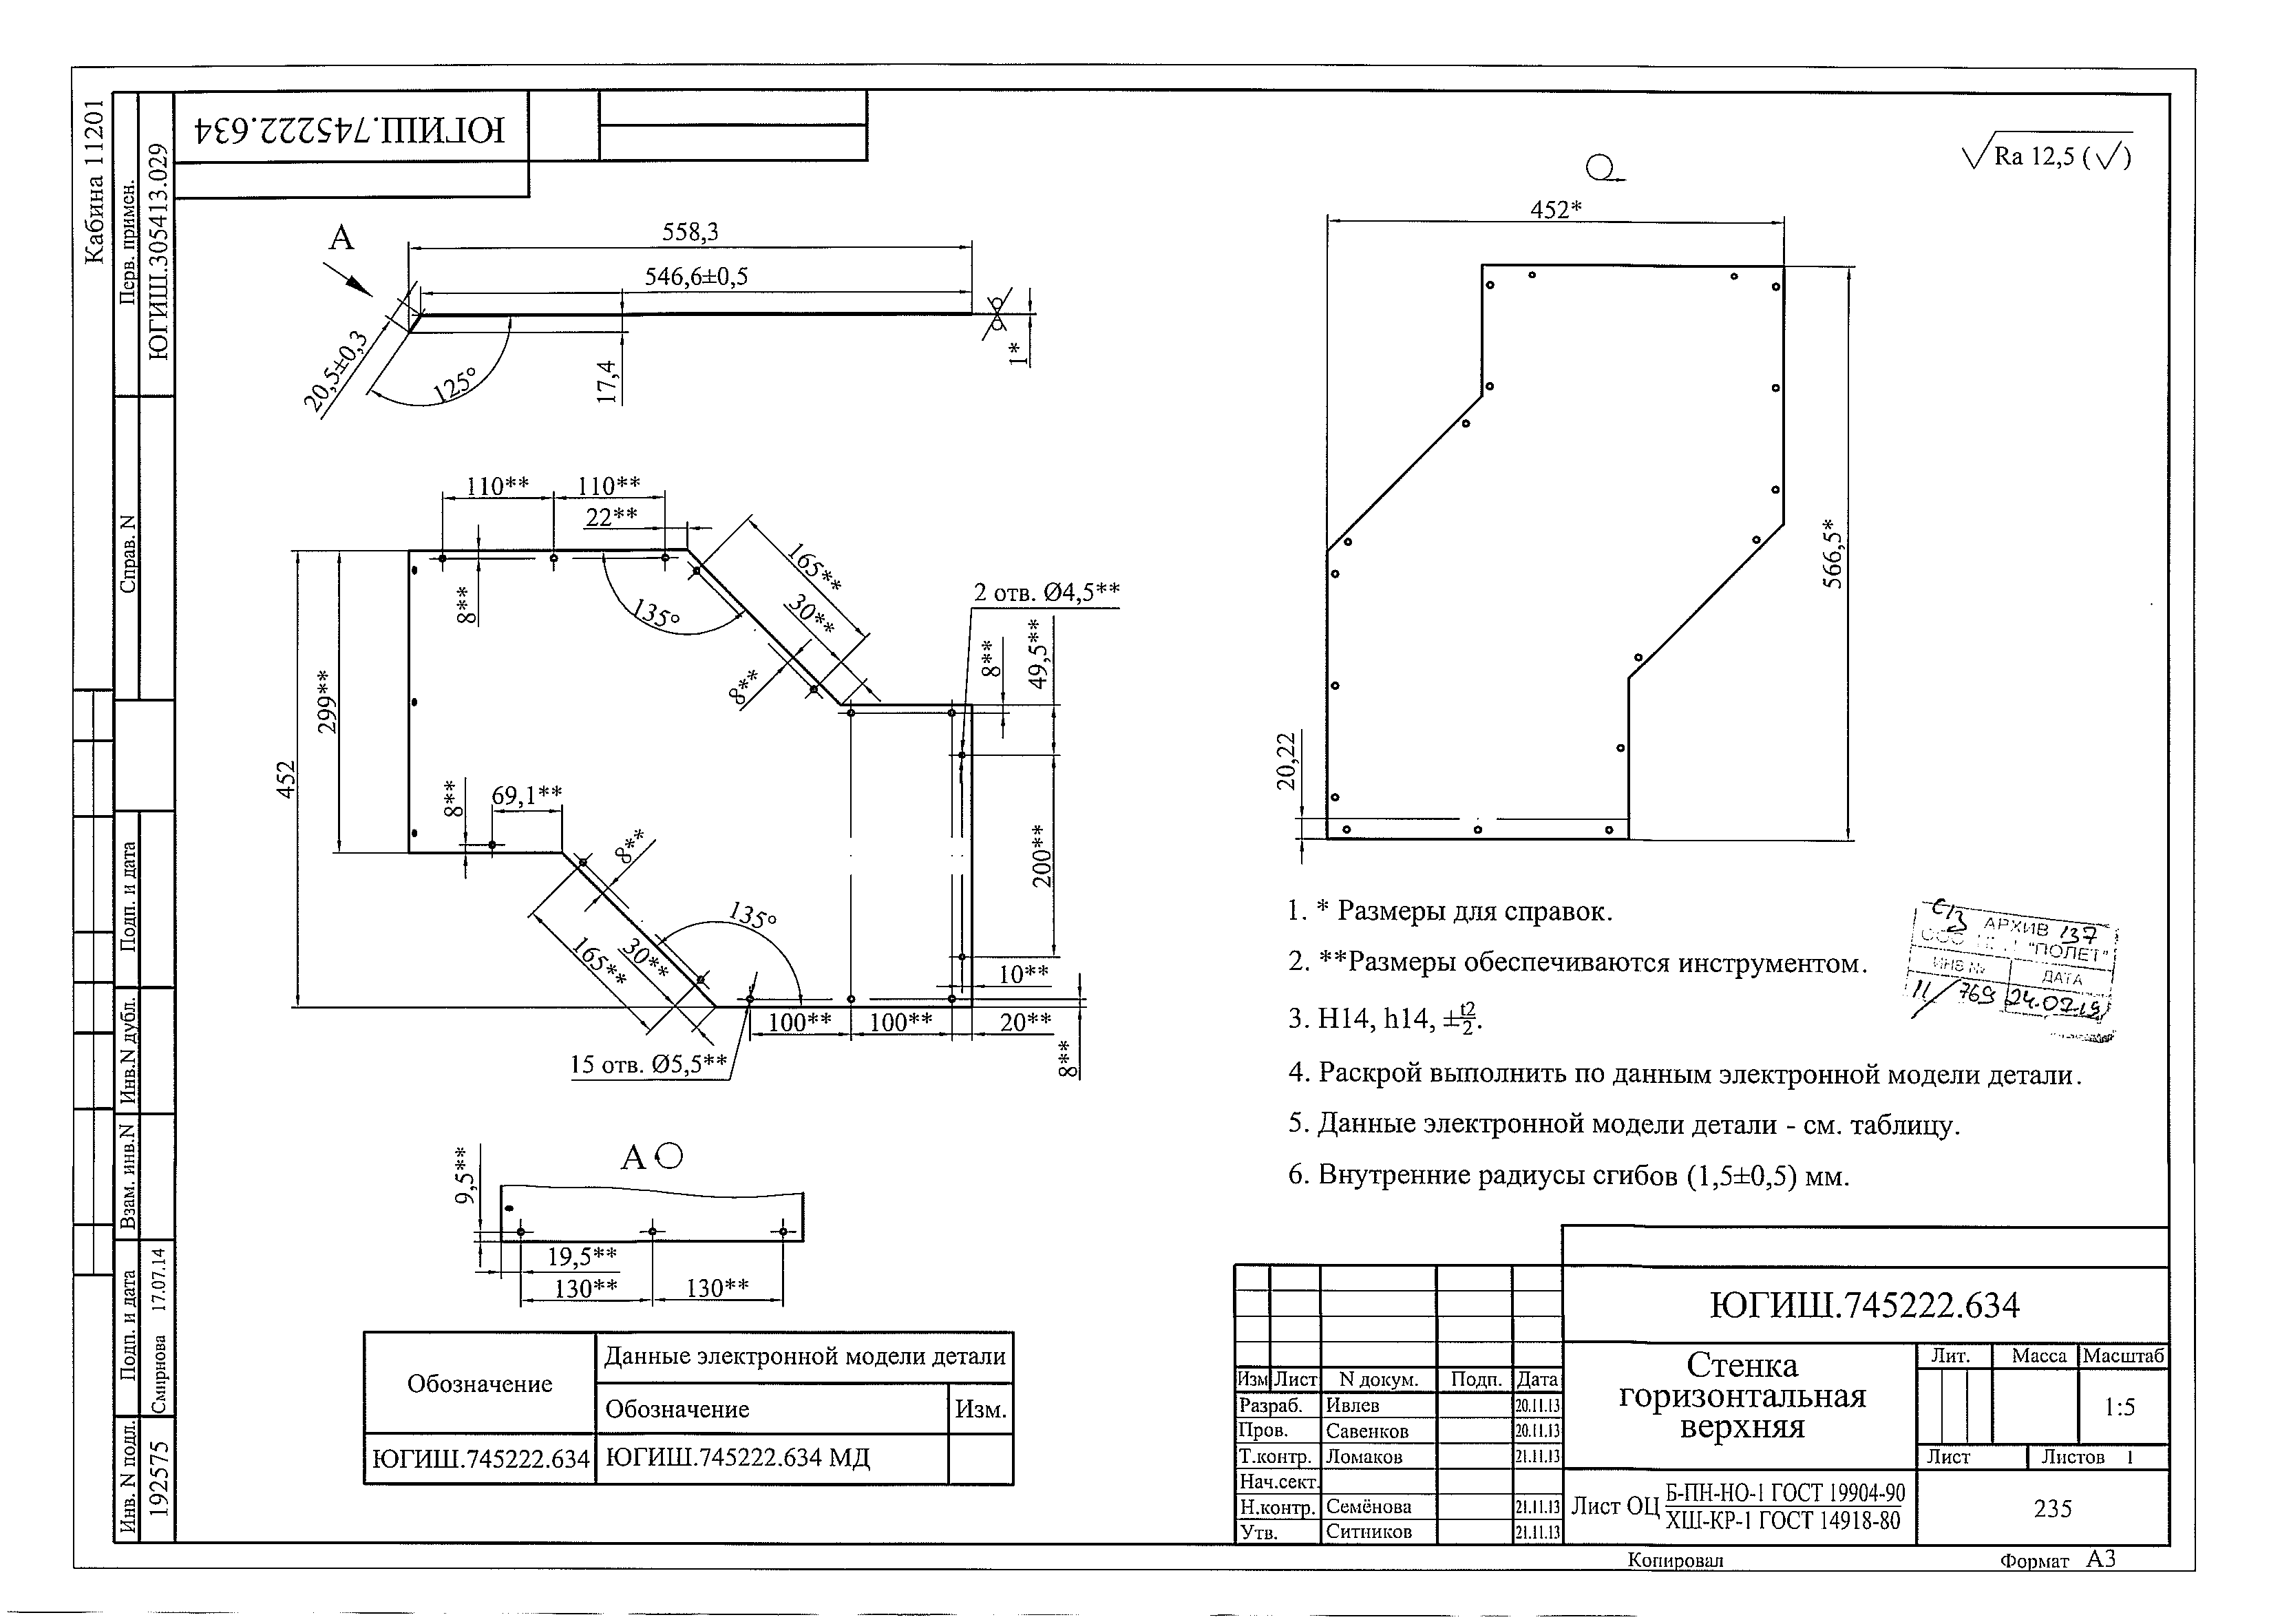 Кабина 11201
Перв. примен.
ЮГИШ.305413.029
Справ. N
Подп. и дата
Инв.N дубл.
Взам. инв.N
Подп. и дата
Смирнова 17.07.14
Инв. N подл.
192575
ЮГИШ.745222.634
Ra 12,5 (√)
А
558,3
546,6±0,5
20,5±0,3
125°
17,4
1*
452*
566,5*
20,22
110** 110**
22**
165**
30**
8**
135°
8**
2 отв. Ø4,5**
8**
49,5**
299**
452
8**
69,1**
8**
200**
135°
165**
30**
10**
100** 100** 20**
8**
15 отв. Ø5,5**
А
9,5**
19,5**
130** 130**
1. * Размеры для справок.
2. **Размеры обеспечиваются инструментом.
3. H14, h14, ±t2/2.
4. Раскрой выполнить по данным электронной модели детали.
5. Данные электронной модели детали - см. таблицу.
6. Внутренние радиусы сгибов (1,5±0,5) мм.
АРХИВ 137
"ПОЛЕТ"
ИНВ № ДАТА
11/769 24.07.19
Обозначение
Данные электронной модели детали
Обозначение Изм.
ЮГИШ.745222.634 ЮГИШ.745222.634 МД
ЮГИШ.745222.634
Стенка
горизонтальная
верхняя
Лит. Масса Масштаб
1:5
Лист Листов 1
Изм Лист N докум. Подп. Дата
Разраб. Ивлев 20.11.13
Пров. Савенков 20.11.13
Т.контр. Ломаков 21.11.13
Нач.сект.
Н.контр. Семёнова 21.11.13
Утв. Ситников 21.11.13
Лист ОЦ Б-ПН-НО-1 ГОСТ 19904-90
ХШ-КР-1 ГОСТ 14918-80
235
Копировал Формат А3